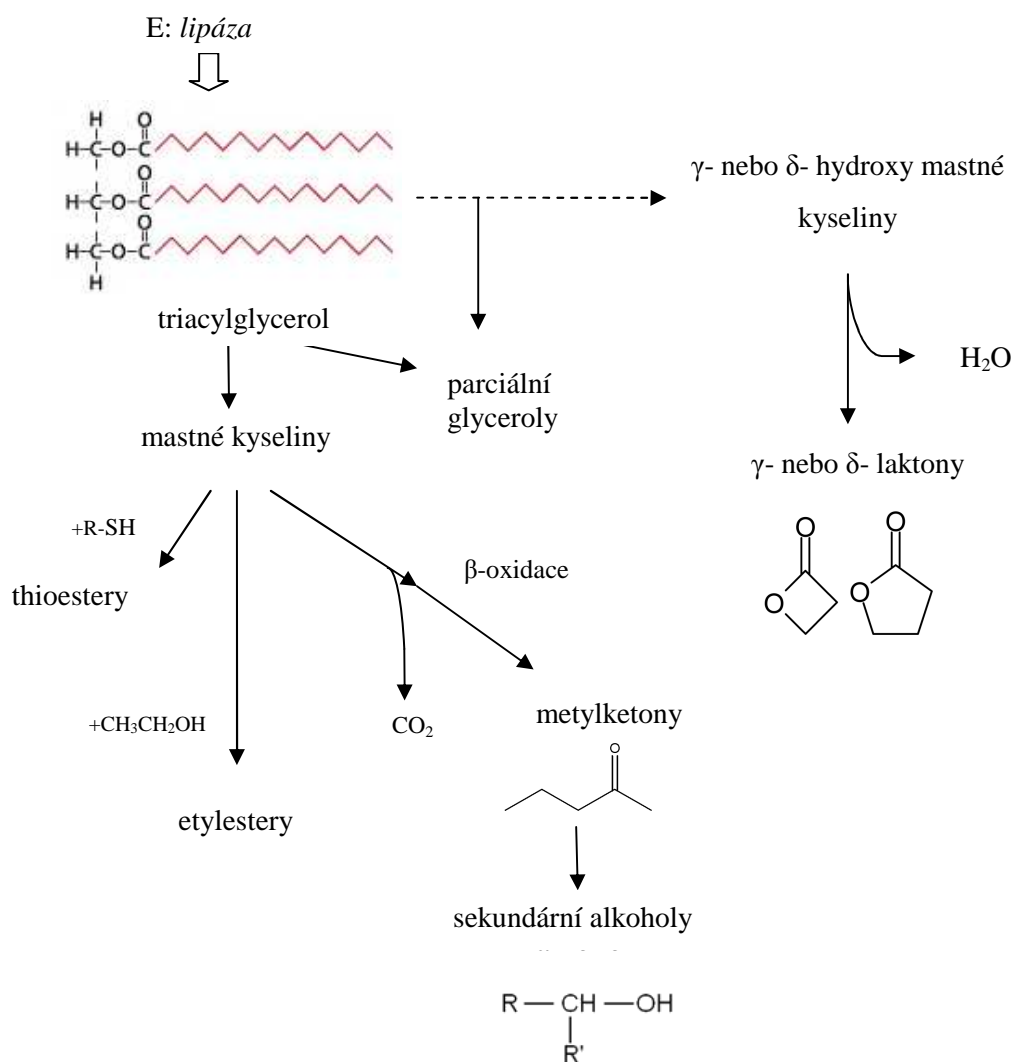 E: lipáza
H O
H-C-O-C
O
H-C-O-C
O
H-C-O-C
H
triacylglycerol
γ- nebo δ- hydroxy mastné
kyseliny
H₂O
parciální
glyceroly
mastné kyseliny
γ- nebo δ- laktony
O O
O O
+R-SH
β-oxidace
thioestery
+CH₃CH₂OH
CO₂
metylketony
O
etylestery
sekundární alkoholy
R — CH — OH
R'